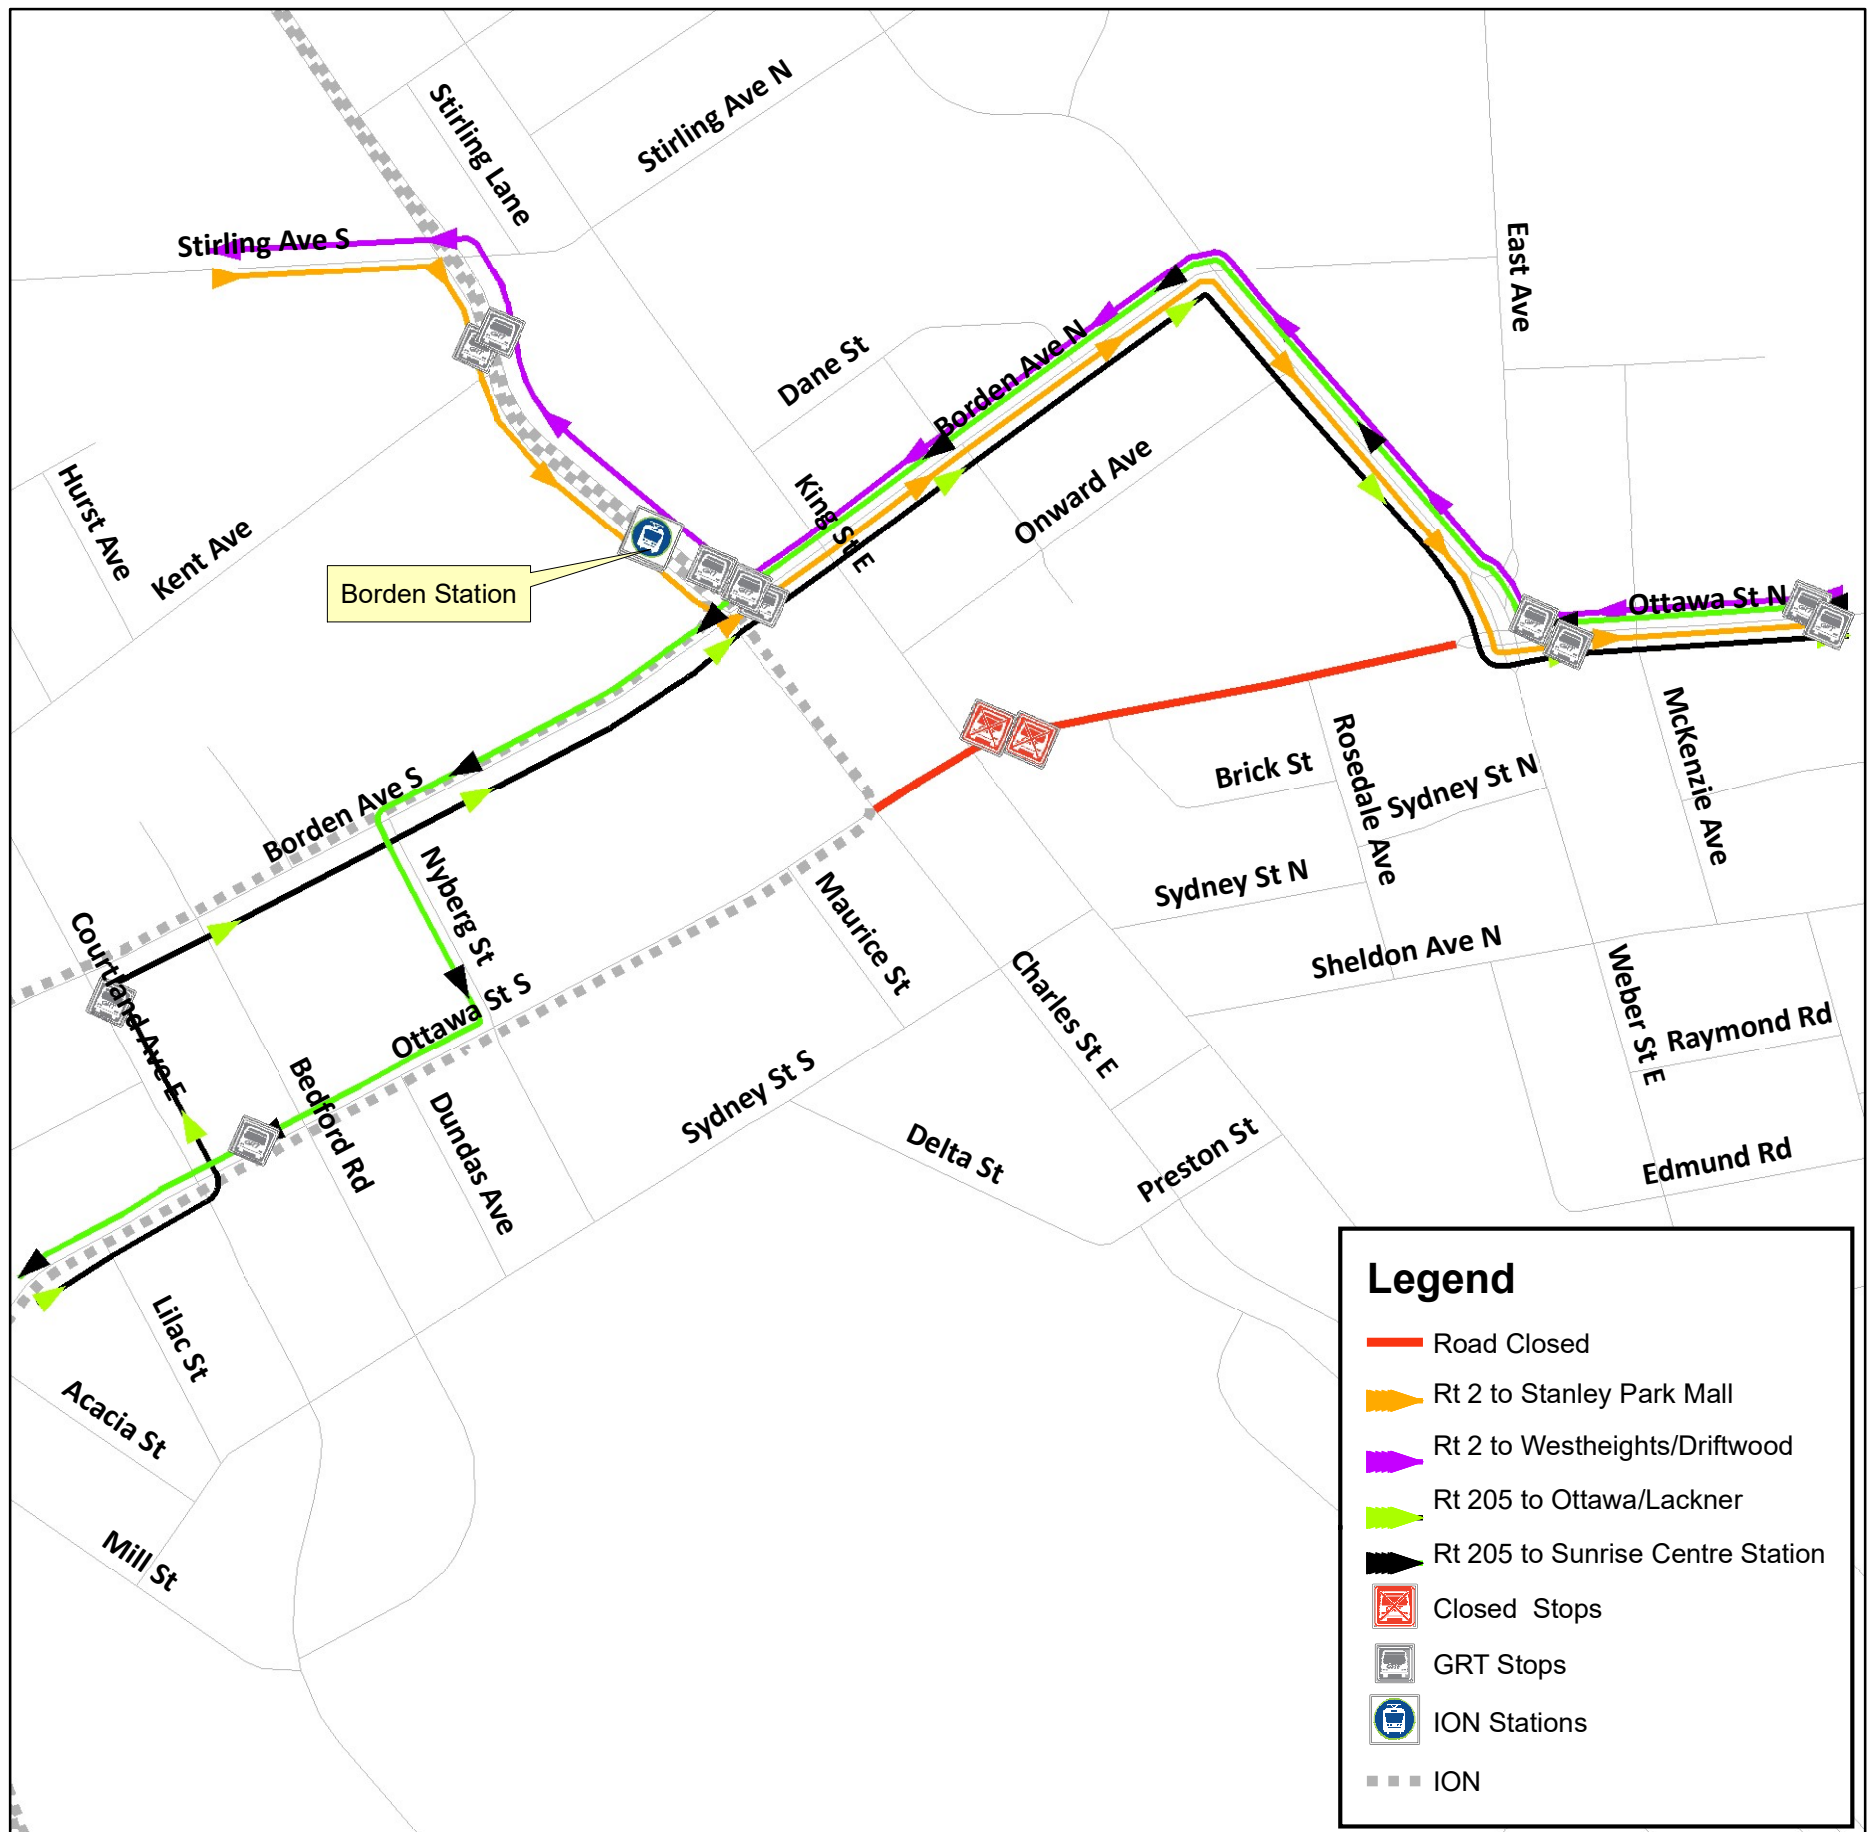 Stirling Lane
Stirling Ave N
Stirling Ave S
East Ave
Dane St
Borden Ave N
Onward Ave
King St E
Hurst Ave
Kent Ave
Borden Station
Ottawa St N
McKenzie Ave
Rosedale Ave
Brick St
Sydney St N
Sydney St N
Borden Ave S
Nyberg St
Maurice St
Courtland Ave E
Ottawa St S
Sheldon Ave N
Charles St E
Weber St E
Raymond Rd
Bedford Rd
Dundas Ave
Sydney St S
Delta St
Preston St
Edmund Rd
Lilac St
Acacia St
Mill St
Legend
Road Closed
Rt 2 to Stanley Park Mall
Rt 2 to Westheights/Driftwood
Rt 205 to Ottawa/Lackner
Rt 205 to Sunrise Centre Station
Closed  Stops
GRT Stops
ION Stations
ION